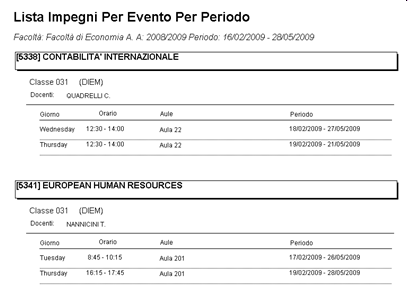 Lista Impegni Per Evento Per Periodo
Facoltà: Facoltà di Economia A. A: 2008/2009 Periodo: 16/02/2009 - 28/05/2009
[5338] CONTABILITA' INTERNAZIONALE
Classe 031 (DIEM)
Docenti: QUADRELLI C.
Giorno Orario Aule Periodo
Wednesday 12:30 - 14:00 Aula 22 18/02/2009 - 27/05/2009
Thursday 12:30 - 14:00 Aula 22 19/02/2009 - 21/05/2009
[5341] EUROPEAN HUMAN RESOURCES
Classe 031 (DIEM)
Docenti: NANNICINI T.
Giorno Orario Aule Periodo
Tuesday 8:45 - 10:15 Aula 201 17/02/2009 - 26/05/2009
Thursday 16:15 - 17:45 Aula 201 19/02/2009 - 28/05/2009